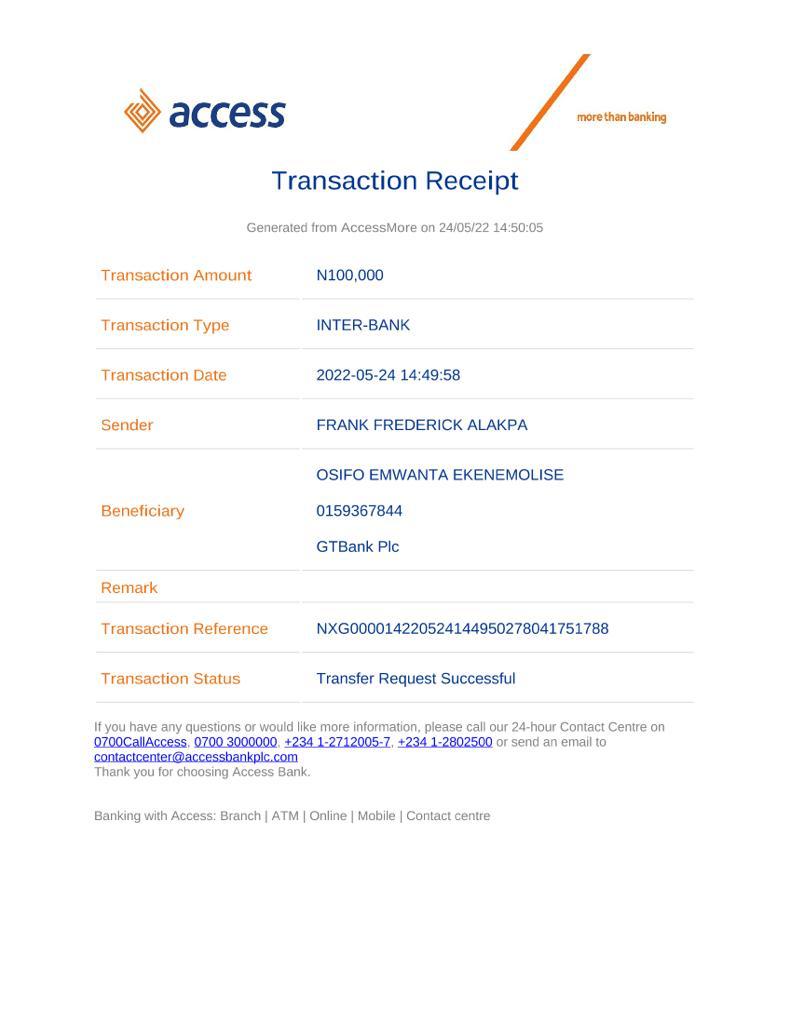 access
more than banking
Transaction Receipt
Generated from AccessMore on 24/05/22 14:50:05
Transaction Amount N100,000
Transaction Type INTER-BANK
Transaction Date 2022-05-24 14:49:58
Sender FRANK FREDERICK ALAKPA
OSIFO EMWANTA EKENEMOLISE
Beneficiary 0159367844
GTBank Plc
Remark
Transaction Reference NXG000014220524144950278041751788
Transaction Status Transfer Request Successful
If you have any questions or would like more information, please call our 24-hour Contact Centre on
0700CallAccess, 0700 3000000, +234 1-2712005-7, +234 1-2802500 or send an email to
contactcenter@accessbankplc.com
Thank you for choosing Access Bank.
Banking with Access: Branch | ATM | Online | Mobile | Contact centre